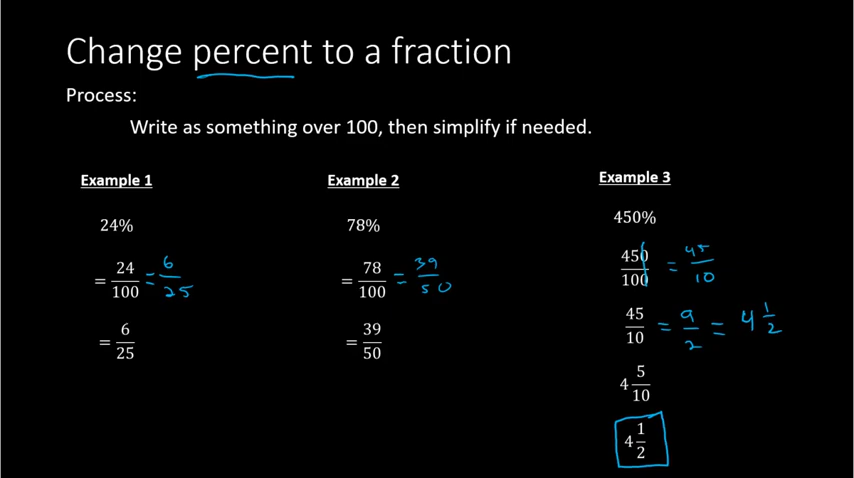 Change percent to a fraction
Process:
Write as something over 100, then simplify if needed.
Example 1
24%
= 24/100 = 6/25
= 6/25
Example 2
78%
= 78/100 = 39/50
= 39/50
Example 3
450%
450/100 = 45/10
45/10 = 9/2 = 4 1/2
4 5/10
4 1/2